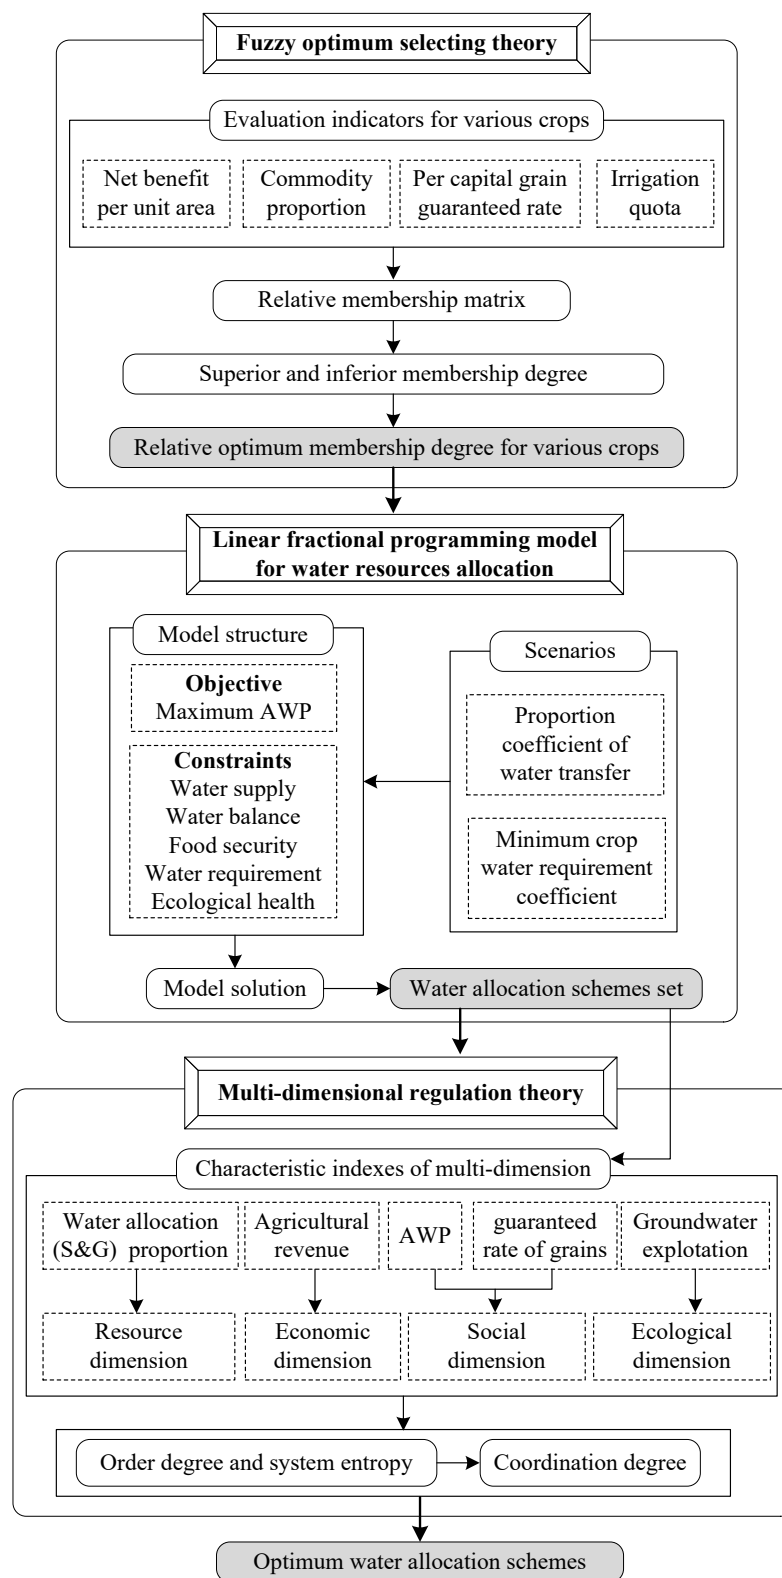 Fuzzy optimum selecting theory
Evaluation indicators for various crops
Net benefit
per unit area
Commodity
proportion
Per capital grain
guaranteed rate
Irrigation
quota
Relative membership matrix
Superior and inferior membership degree
Relative optimum membership degree for various crops
Linear fractional programming model
for water resources allocation
Model structure
Objective
Maximum AWP
Constraints
Water supply
Water balance
Food security
Water requirement
Ecological health
Scenarios
Proportion
coefficient of
water transfer
Minimum crop
water requirement
coefficient
Model solution
Water allocation schemes set
Multi-dimensional regulation theory
Characteristic indexes of multi-dimension
Water allocation
(S&G) proportion
Agricultural
revenue
AWP
guaranteed
rate of grains
Groundwater
explotation
Resource
dimension
Economic
dimension
Social
dimension
Ecological
dimension
Order degree and system entropy
Coordination degree
Optimum water allocation schemes